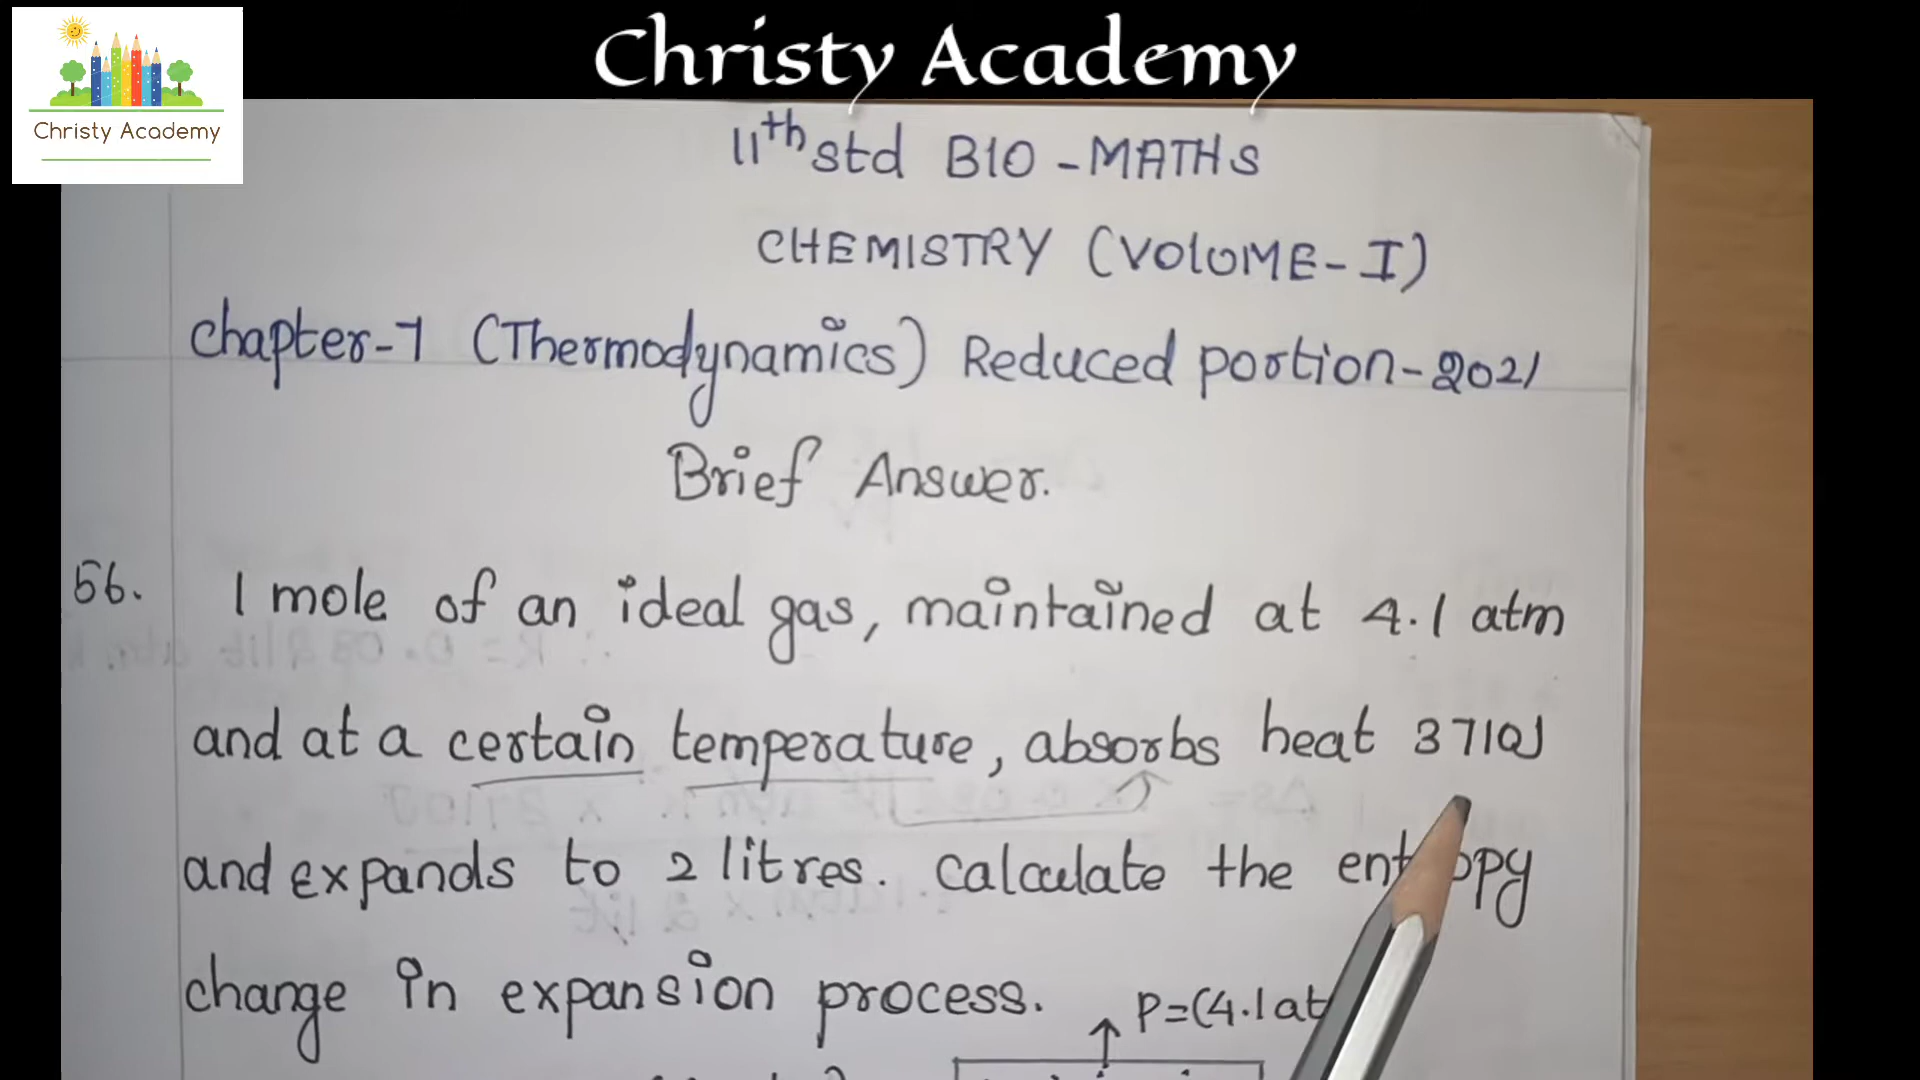 Christy Academy
Christy Academy
11th std BIO - MATHS
CHEMISTRY (VOlUME - I)
Chapter-7 (Thermodynamics) Reduced portion - 2021
Brief Answer.
56. 1 mole of an ideal gas, maintained at 4.1 atm
and at a certain temperature, absorbs heat 3710J
and expands to 2 litres. Calculate the entropy
change in expansion process.
P=(4.1 at